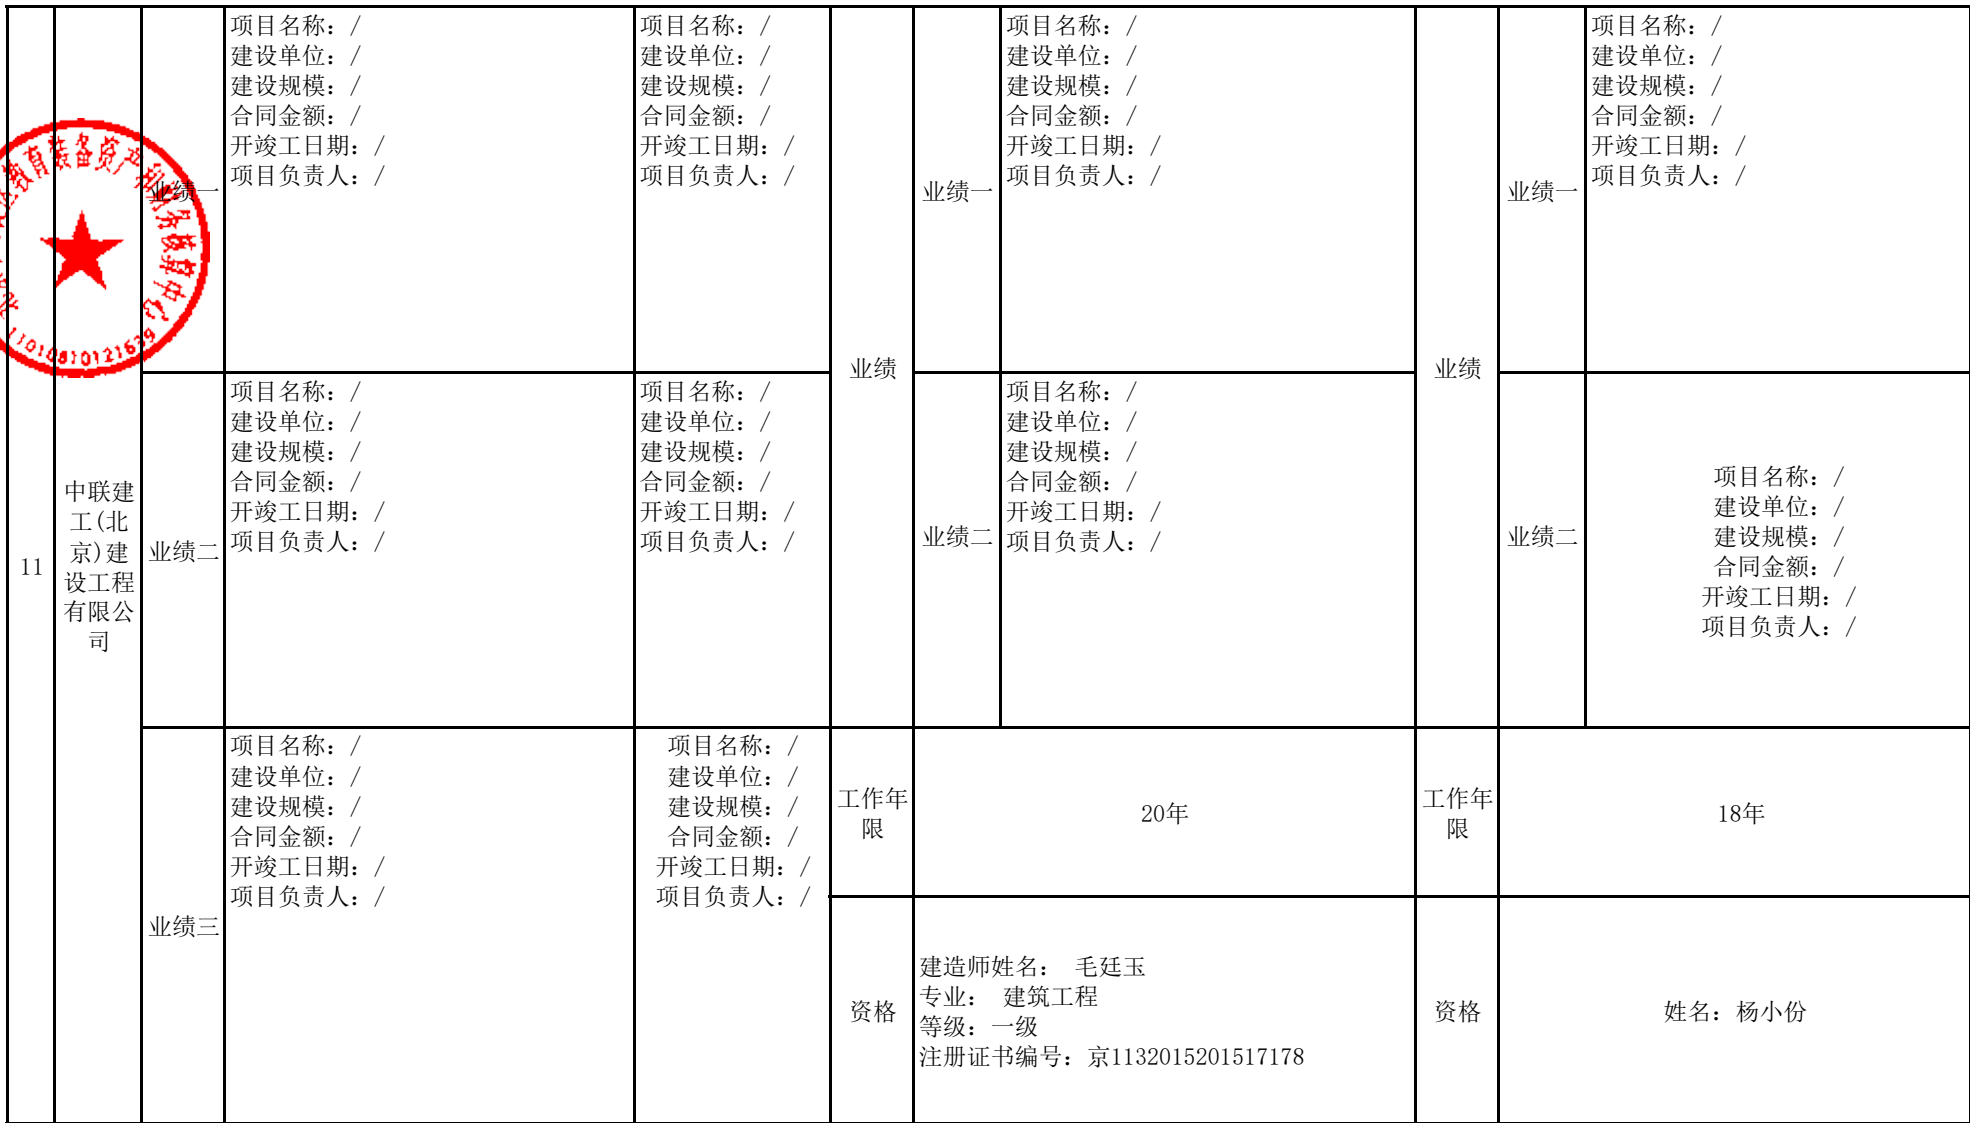 11
中联建
工(北
京)建
设工程
有限公
司
业绩一
项目名称：/
建设单位：/
建设规模：/
合同金额：/
开竣工日期：/
项目负责人：/
项目名称：/
建设单位：/
建设规模：/
合同金额：/
开竣工日期：/
项目负责人：/
业绩
业绩一
项目名称：/
建设单位：/
建设规模：/
合同金额：/
开竣工日期：/
项目负责人：/
业绩
业绩一
项目名称：/
建设单位：/
建设规模：/
合同金额：/
开竣工日期：/
项目负责人：/
业绩二
项目名称：/
建设单位：/
建设规模：/
合同金额：/
开竣工日期：/
项目负责人：/
项目名称：/
建设单位：/
建设规模：/
合同金额：/
开竣工日期：/
项目负责人：/
业绩二
项目名称：/
建设单位：/
建设规模：/
合同金额：/
开竣工日期：/
项目负责人：/
业绩二
项目名称：/
建设单位：/
建设规模：/
合同金额：/
开竣工日期：/
项目负责人：/
业绩三
项目名称：/
建设单位：/
建设规模：/
合同金额：/
开竣工日期：/
项目负责人：/
项目名称：/
建设单位：/
建设规模：/
合同金额：/
开竣工日期：/
项目负责人：/
工作年
限
20年
工作年
限
18年
资格
建造师姓名： 毛廷玉
专业： 建筑工程
等级：一级
注册证书编号：京1132015201517178
资格
姓名：杨小份
教育装备资产和财务核算中心